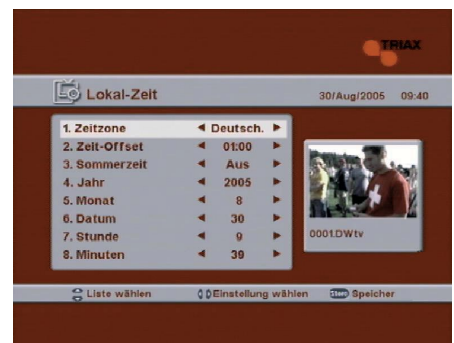 TRIAX
Lokal-Zeit 30/Aug/2005 09:40
1. Zeitzone ◄ Deutsch. ►
2. Zeit-Offset ◄ 01:00 ►
3. Sommerzeit ◄ Aus ►
4. Jahr ◄ 2005 ►
5. Monat ◄ 8 ►
6. Datum ◄ 30 ►
7. Stunde ◄ 9 ►
8. Minuten ◄ 39 ►
0001.DWtv
Liste wählen Einstellung wählen Speicher